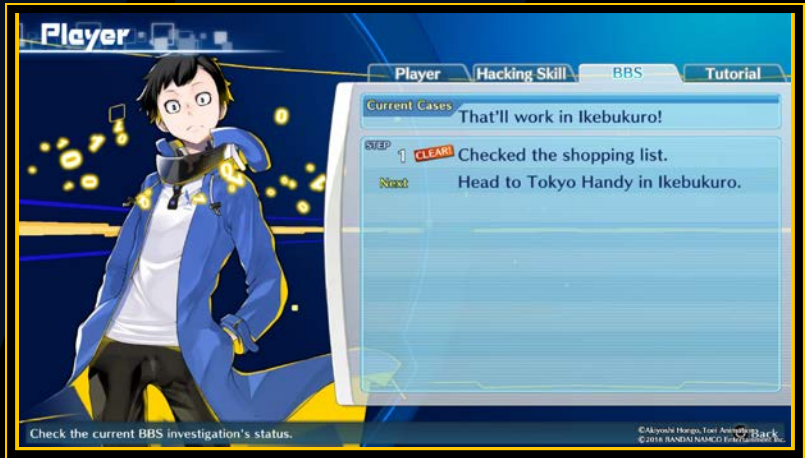 Player
Player Hacking Skill BBS Tutorial
Current Cases
That'll work in Ikebukuro!
STEP 1 CLEAR! Checked the shopping list.
Next Head to Tokyo Handy in Ikebukuro.
Check the current BBS investigation's status.
©Akiyoshi Hongo, Toei Animation
Back
©2018 BANDAI NAMCO Entertainment Inc.